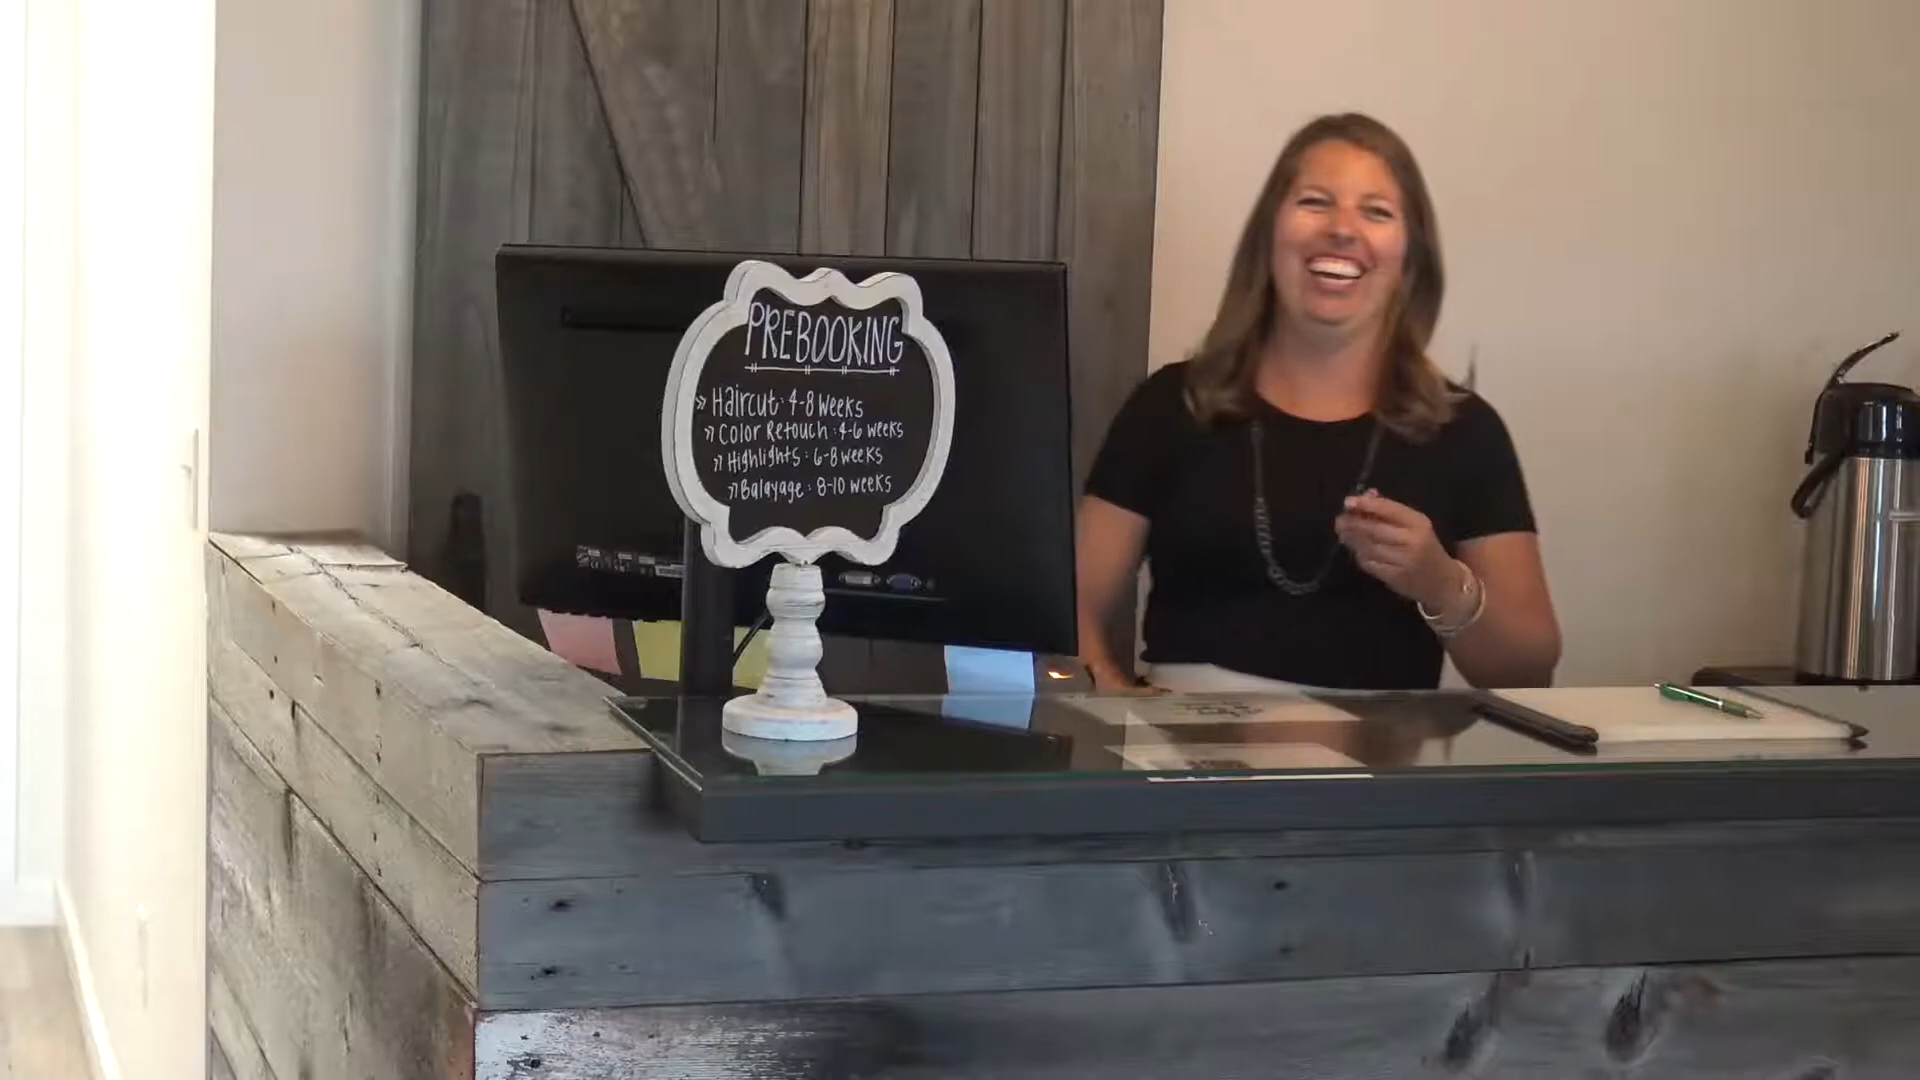 PREBOOKING
» Haircut: 4-8 weeks
» Color Retouch: 4-6 weeks
» Highlights: 6-8 weeks
» Balayage: 8-10 weeks